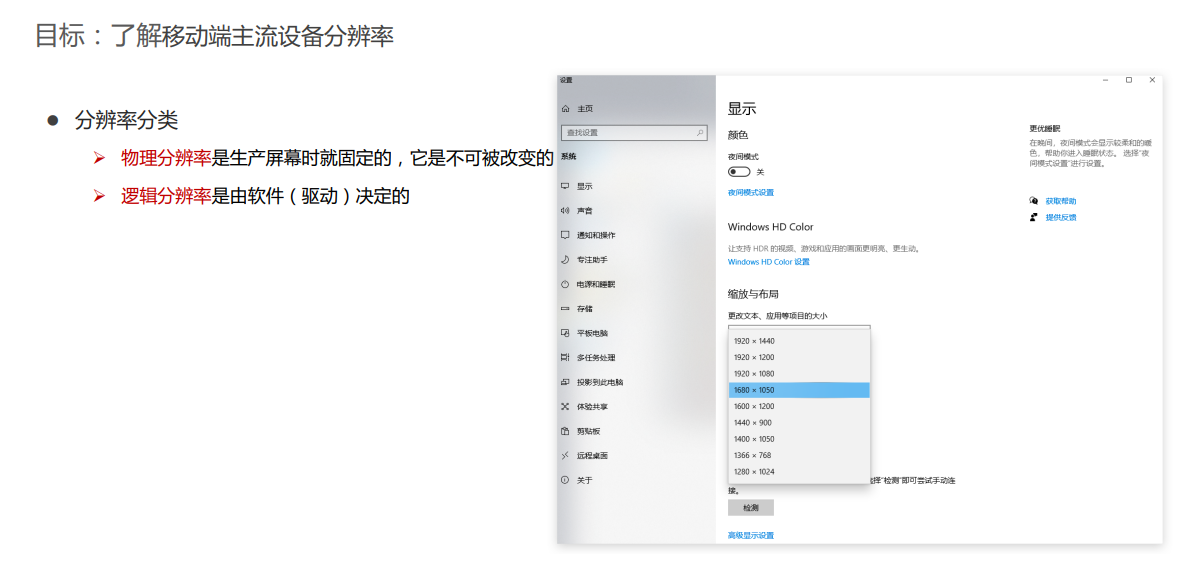 目标：了解移动端主流设备分辨率
分辨率分类
物理分辨率是生产屏幕时就固定的，它是不可被改变的
逻辑分辨率是由软件（驱动）决定的
设置
主页
查找设置
系统
显示
声音
通知和操作
专注助手
电源和睡眠
存储
平板电脑
多任务处理
投影到此电脑
体验共享
剪贴板
远程桌面
关于
显示
颜色
夜间模式
关
夜间模式设置
Windows HD Color
让支持 HDR 的视频、游戏和应用的画面更明亮、更生动。
Windows HD Color 设置
缩放与布局
更改文本、应用等项目的大小
1920 × 1440
1920 × 1200
1920 × 1080
1680 × 1050
1600 × 1200
1440 × 900
1400 × 1050
1366 × 768
1280 × 1024
选择"检测"即可尝试手动连
接。
检测
高级显示设置
更优睡眠
在晚间，夜间模式会显示较柔和的暖
色，帮助你进入睡眠状态。 选择"夜
间模式设置"进行设置。
获取帮助
提供反馈